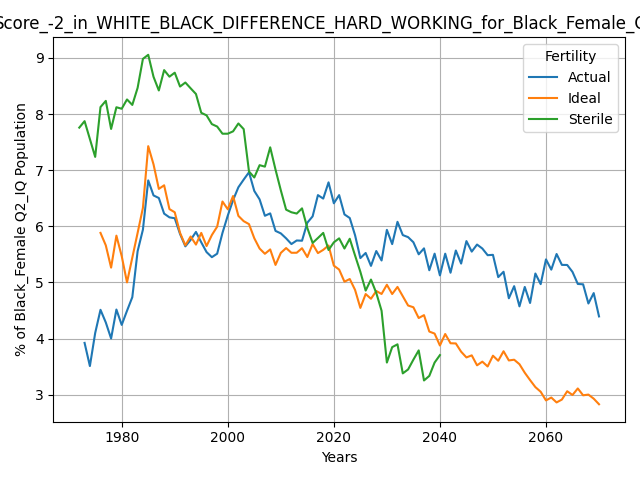 Score_-2_in_WHITE_BLACK_DIFFERENCE_HARD_WORKING_for_Black_Female_
% of Black_Female Q2_IQ Population
9
8
7
6
5
4
3
Fertility
Actual
Ideal
Sterile
1980 2000 2020 2040 2060
Years